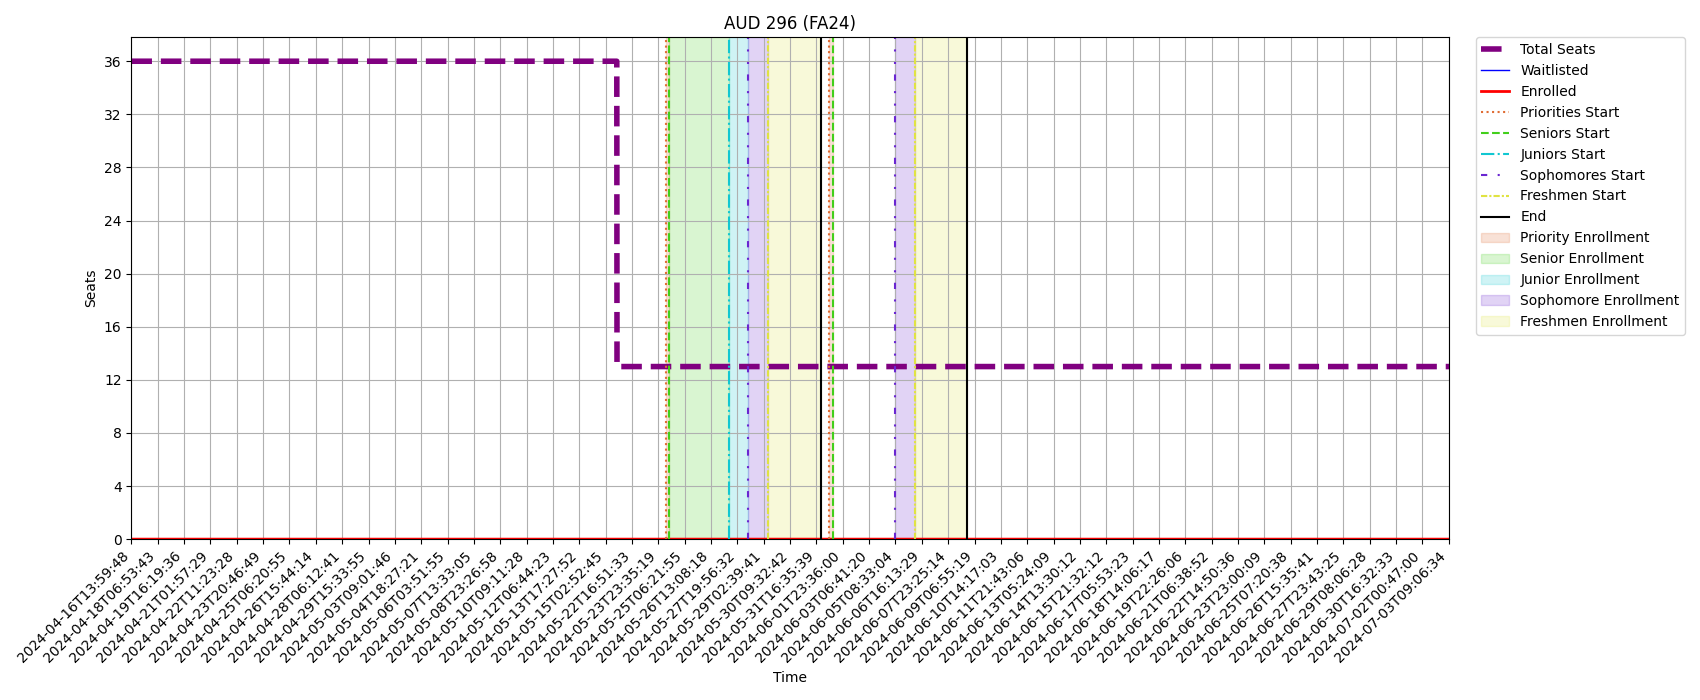 AUD 296 (FA24)
36
32
28
24
20
16
12
8
4
0
Seats
2024-04-16T13:59:48
2024-04-18T06:53:43
2024-04-19T16:19:36
2024-04-21T01:57:29
2024-04-22T11:23:28
2024-04-23T20:46:49
2024-04-25T06:20:55
2024-04-26T15:44:14
2024-04-28T06:12:41
2024-04-29T15:33:55
2024-05-03T09:01:46
2024-05-04T18:27:21
2024-05-06T03:51:55
2024-05-07T13:33:05
2024-05-08T23:26:58
2024-05-10T09:11:28
2024-05-12T06:44:23
2024-05-13T17:27:52
2024-05-15T02:52:45
2024-05-22T16:51:33
2024-05-23T23:35:19
2024-05-25T06:21:55
2024-05-26T13:08:18
2024-05-27T19:56:32
2024-05-29T02:39:41
2024-05-30T09:32:42
2024-05-31T16:35:39
2024-06-01T23:36:00
2024-06-03T06:41:20
2024-06-05T08:33:04
2024-06-06T16:13:29
2024-06-07T23:25:14
2024-06-09T06:55:19
2024-06-10T14:17:03
2024-06-11T21:43:06
2024-06-13T05:24:09
2024-06-14T13:30:12
2024-06-15T21:32:12
2024-06-17T05:53:23
2024-06-18T14:06:17
2024-06-19T22:26:06
2024-06-21T06:38:52
2024-06-22T14:50:36
2024-06-23T23:00:09
2024-06-25T07:20:38
2024-06-26T15:35:41
2024-06-27T23:43:25
2024-06-29T08:06:28
2024-06-30T16:32:33
2024-07-02T00:47:00
2024-07-03T09:06:34
Time
Total Seats
Waitlisted
Enrolled
Priorities Start
Seniors Start
Juniors Start
Sophomores Start
Freshmen Start
End
Priority Enrollment
Senior Enrollment
Junior Enrollment
Sophomore Enrollment
Freshmen Enrollment